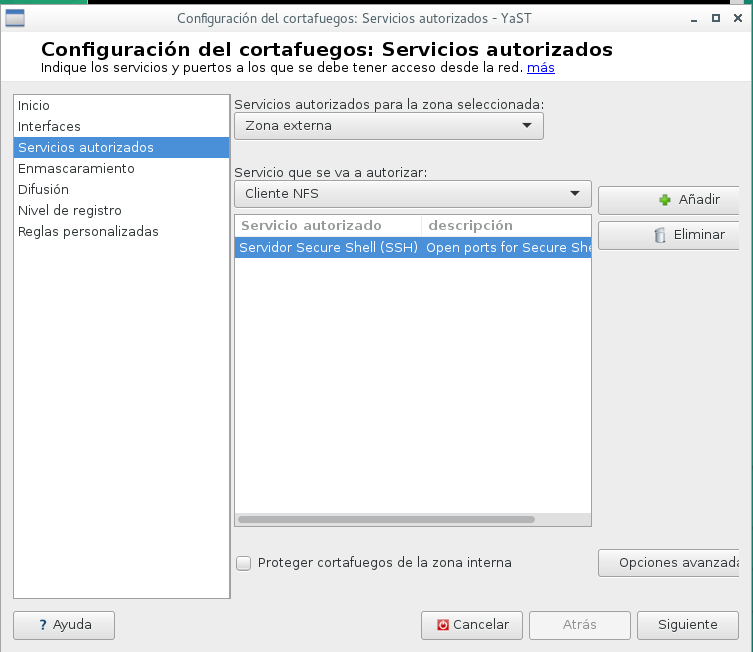 Configuración del cortafuegos: Servicios autorizados - YaST
Configuración del cortafuegos: Servicios autorizados
Indique los servicios y puertos a los que se debe tener acceso desde la red. más
Inicio
Interfaces
Servicios autorizados
Enmascaramiento
Difusión
Nivel de registro
Reglas personalizadas
Servicios autorizados para la zona seleccionada:
Zona externa
Servicio que se va a autorizar:
Cliente NFS
Añadir
Eliminar
Servicio autorizado descripción
Servidor Secure Shell (SSH) Open ports for Secure She
Proteger cortafuegos de la zona interna
Opciones avanzada
? Ayuda
Cancelar
Atrás
Siguiente